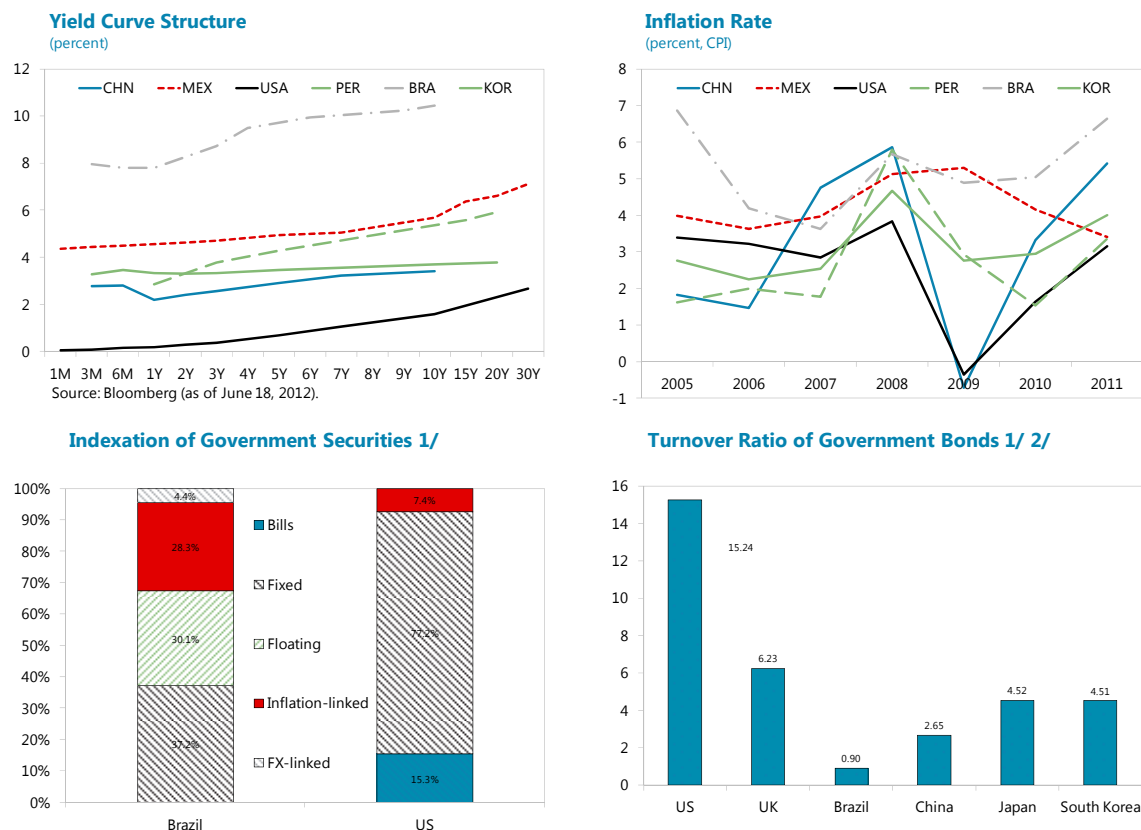 Yield Curve Structure
(percent)
12
10
8
6
4
2
0
CHN MEX USA PER BRA KOR
1M 3M 6M 1Y 2Y 3Y 4Y 5Y 6Y 7Y 8Y 9Y 10Y 15Y 20Y 30Y
Source: Bloomberg (as of June 18, 2012).
Inflation Rate
(percent, CPI)
8
7
6
5
4
3
2
1
0
-1
CHN MEX USA PER BRA KOR
2005 2006 2007 2008 2009 2010 2011
Indexation of Government Securities 1/
100%
90%
80%
70%
60%
50%
40%
30%
20%
10%
0%
4.4%
28.3%
30.1%
37.2%
Bills
Fixed
Floating
Inflation-linked
FX-linked
7.4%
77.2%
15.3%
Brazil US
Turnover Ratio of Government Bonds 1/ 2/
16
14
12
10
8
6
4
2
0
15.24
6.23
0.90
2.65
4.52
4.51
US UK Brazil China Japan South Korea